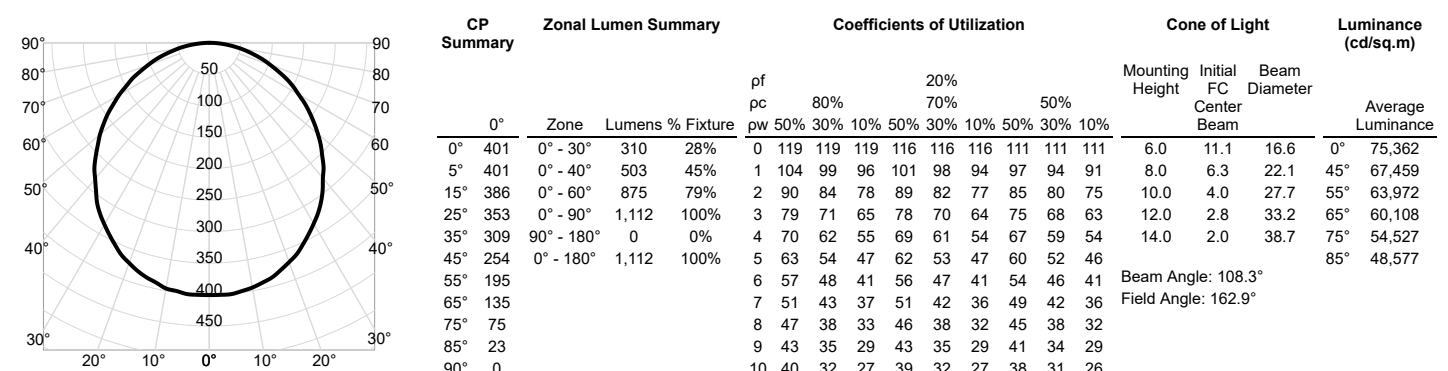 90° 90
80° 80
70° 70
60° 60
50° 50°
40° 40°
30° 30°
20° 10° 0° 10° 20°
50
100
150
200
250
300
350
400
450
CP Summary
0°
0° 401
5° 401
15° 386
25° 353
35° 309
45° 254
55° 195
65° 135
75° 75
85° 23
90° 0
Zonal Lumen Summary
Zone Lumens % Fixture
0° - 30° 310 28%
0° - 40° 503 45%
0° - 60° 875 79%
0° - 90° 1,112 100%
90° - 180° 0 0%
0° - 180° 1,112 100%
Coefficients of Utilization
ρf 20%
ρc 80% 70% 50%
ρw 50% 30% 10% 50% 30% 10% 50% 30% 10%
0 119 119 119 116 116 116 111 111 111
1 104 99 96 101 98 94 97 94 91
2 90 84 78 89 82 77 85 80 75
3 79 71 65 78 70 64 75 68 63
4 70 62 55 69 61 54 67 59 54
5 63 54 47 62 53 47 60 52 46
6 57 48 41 56 47 41 54 46 41
7 51 43 37 51 42 36 49 42 36
8 47 38 33 46 38 32 45 38 32
9 43 35 29 43 35 29 41 34 29
10 40 32 27 39 32 27 38 31 26
Cone of Light
Mounting Height Initial FC Center Beam Beam Diameter
6.0 11.1 16.6
8.0 6.3 22.1
10.0 4.0 27.7
12.0 2.8 33.2
14.0 2.0 38.7
Beam Angle: 108.3°
Field Angle: 162.9°
Luminance
(cd/sq.m)
Average
Luminance
0° 75,362
45° 67,459
55° 63,972
65° 60,108
75° 54,527
85° 48,577